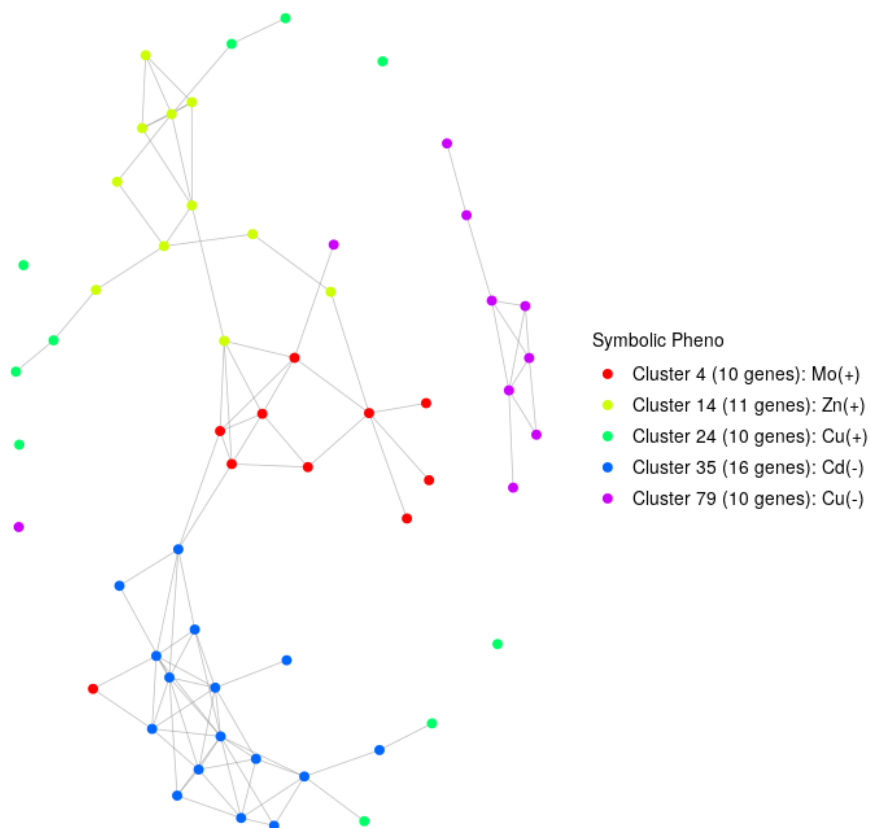 Symbolic Pheno
Cluster 4 (10 genes): Mo(+)
Cluster 14 (11 genes): Zn(+)
Cluster 24 (10 genes): Cu(+)
Cluster 35 (16 genes): Cd(-)
Cluster 79 (10 genes): Cu(-)